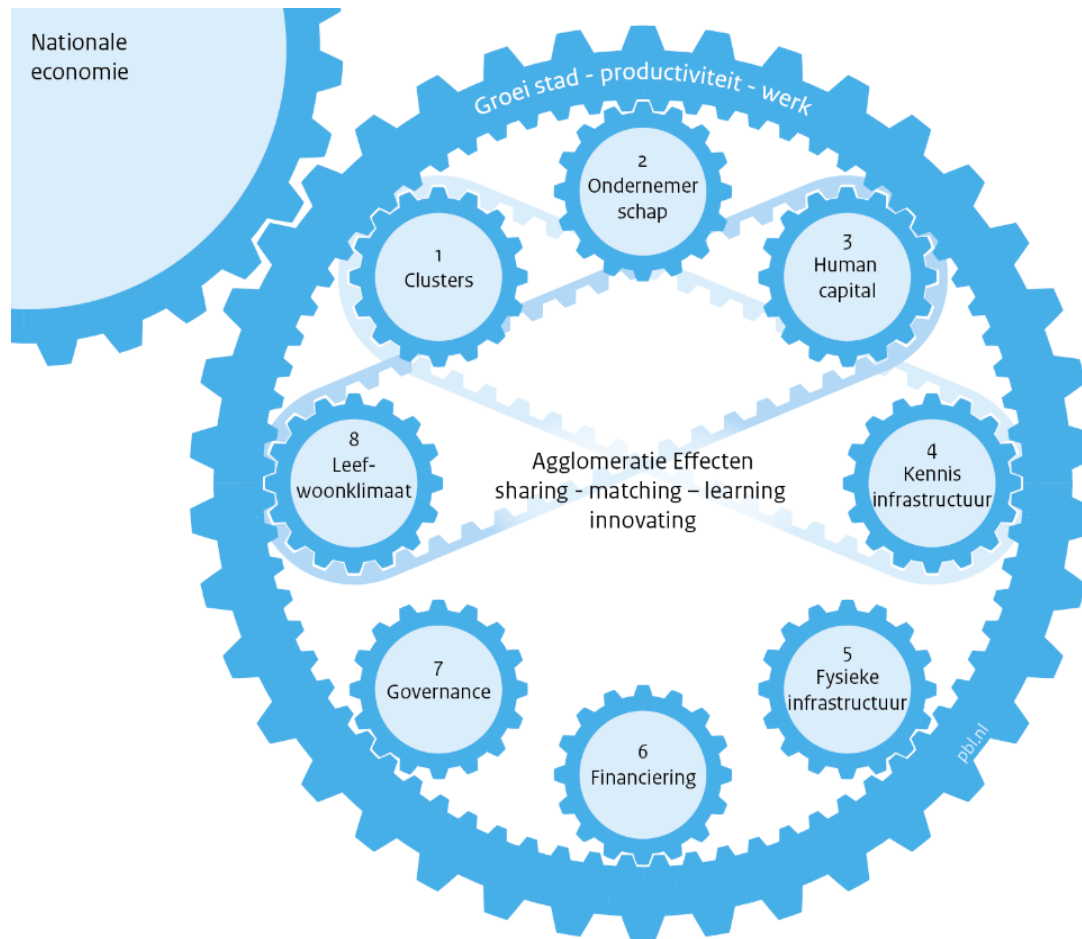 Nationale
economie
Groei stad - productiviteit - werk
2
Ondernemer
schap
1
Clusters
3
Human
capital
8
Leef-
woonklimaat
Agglomeratie Effecten
sharing - matching – learning
innovating
4
Kennis
infrastructuur
7
Governance
5
Fysieke
infrastructuur
6
Financiering
pbl.nl